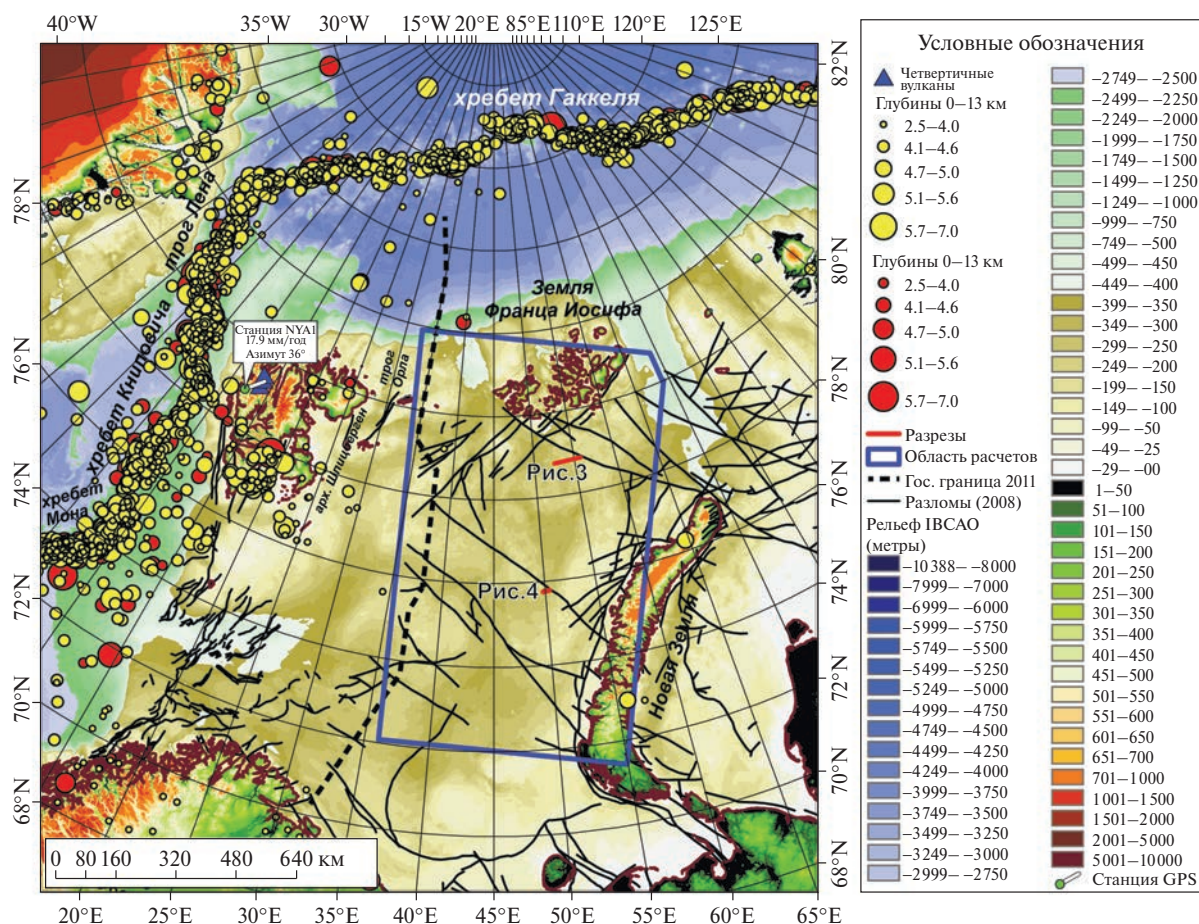 40°W
35°W
30°W
15°W
20°E
85°E
110°E
120°E
125°E
82°N
80°N
78°N
76°N
74°N
72°N
70°N
68°N
78°N
76°N
74°N
72°N
70°N
68°N
20°E
25°E
30°E
35°E
40°E
45°E
50°E
55°E
60°E
65°E
хребет Гаккеля
трог Лена
хребет Книповича
хребет
Мона
Станция NYA1
17.9 мм/год
Азимут 36°
арх. Шпицберген
трог
Орла
Земля
Франца Иосифа
Рис.3
Рис.4
Новая Земля
0 80 160 320 480 640 км
Условные обозначения
Четвертичные
вулканы
Глубины 0–13 км
2.5–4.0
4.1–4.6
4.7–5.0
5.1–5.6
5.7–7.0
Глубины 0–13 км
2.5–4.0
4.1–4.6
4.7–5.0
5.1–5.6
5.7–7.0
Разрезы
Область расчетов
Гос. граница 2011
Разломы (2008)
Рельеф IBCAO
(метры)
–10 388– –8000
–7999– –7000
–6999– –6000
–5999– –5750
–5749– –5500
–5499– –5250
–5249– –5000
–4999– –4750
–4749– –4500
–4499– –4250
–4249– –4000
–3999– –3750
–3749– –3500
–3499– –3250
–3249– –3000
–2999– –2750
–2749– –2500
–2499– –2250
–2249– –2000
–1999– –1750
–1749– –1500
–1499– –1250
–1249– –1000
–999– –750
–749– –500
–499– –450
–449– –400
–399– –350
–349– –300
–299– –250
–249– –200
–199– –150
–149– –100
–99– –50
–49– –25
–29– –00
1–50
51–100
101–150
151–200
201–250
251–300
301–350
351–400
401–450
451–500
501–550
551–600
601–650
651–700
701–1000
1001–1500
1501–2000
2001–5000
5001–10000
Станция GPS